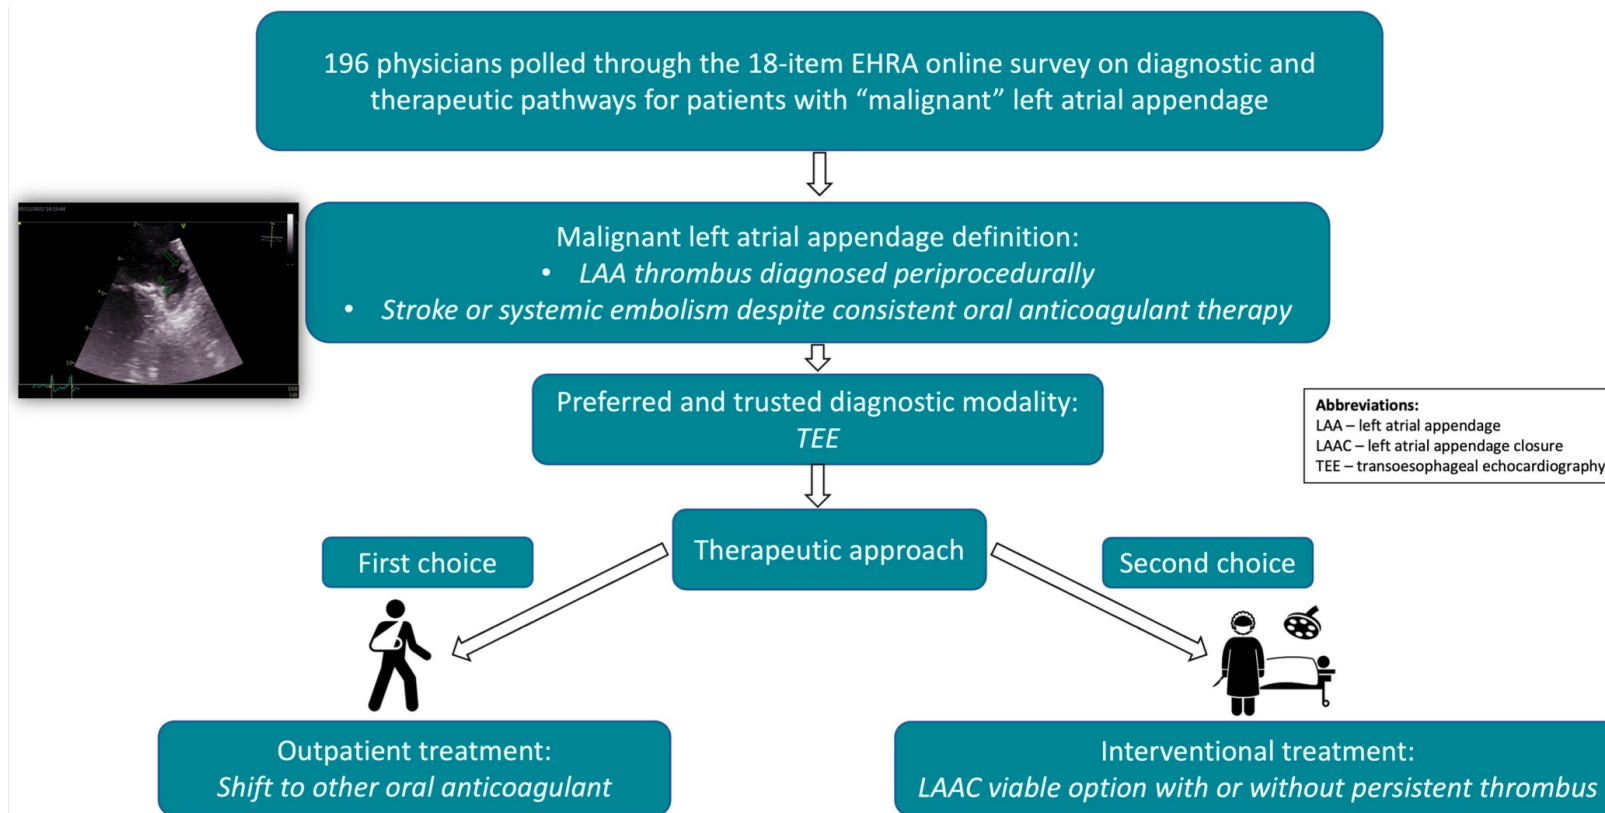 196 physicians polled through the 18-item EHRA online survey on diagnostic and
therapeutic pathways for patients with “malignant” left atrial appendage
14:15:44
Malignant left atrial appendage definition:
• LAA thrombus diagnosed periprocedurally
• Stroke or systemic embolism despite consistent oral anticoagulant therapy
Preferred and trusted diagnostic modality:
TEE
Abbreviations:
LAA – left atrial appendage
LAAC – left atrial appendage closure
TEE – transoesophageal echocardiography
Therapeutic approach
First choice
Second choice
Outpatient treatment:
Shift to other oral anticoagulant
Interventional treatment:
LAAC viable option with or without persistent thrombus